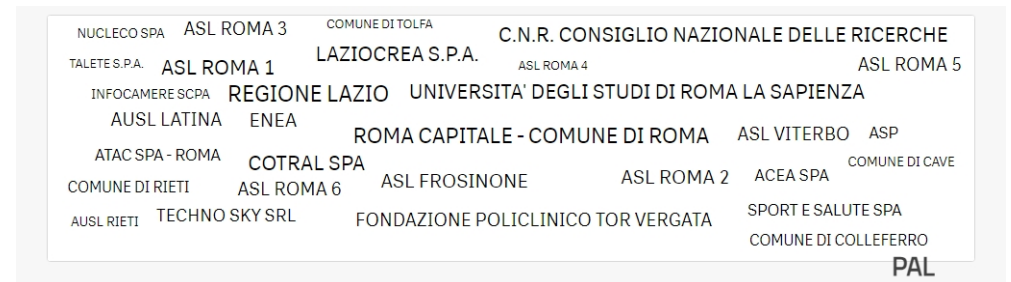 NUCLECO SPA
ASL ROMA 3
COMUNE DI TOLFA
C.N.R. CONSIGLIO NAZIONALE DELLE RICERCHE
LAZIOCREA S.P.A.
TALETE S.P.A.
ASL ROMA 1
ASL ROMA 4
ASL ROMA 5
INFOCAMERE SCPA
REGIONE LAZIO
UNIVERSITA' DEGLI STUDI DI ROMA LA SAPIENZA
AUSL LATINA
ENEA
ROMA CAPITALE - COMUNE DI ROMA
ASL VITERBO
ASP
ATAC SPA - ROMA
COTRAL SPA
COMUNE DI CAVE
COMUNE DI RIETI
ASL ROMA 6
ASL FROSINONE
ASL ROMA 2
ACEA SPA
AUSL RIETI
TECHNO SKY SRL
FONDAZIONE POLICLINICO TOR VERGATA
SPORT E SALUTE SPA
COMUNE DI COLLEFERRO
PAL